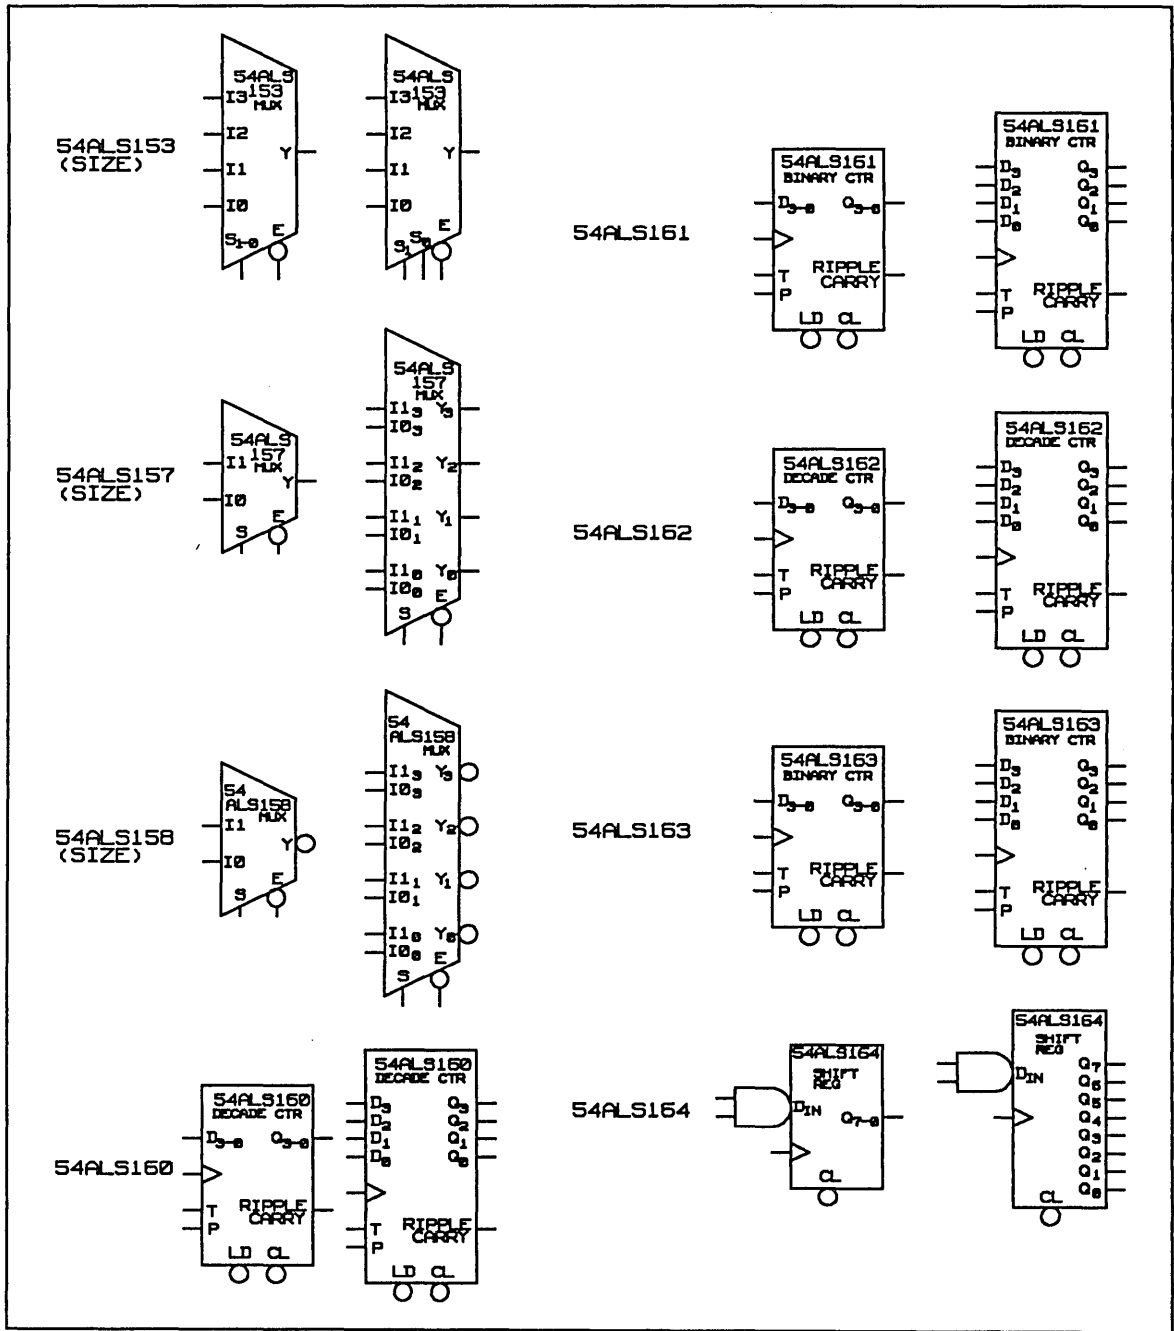 54ALS153
(SIZE)
54ALS
153
MUX
I3
I2
I1
I0
Y
S1-0
E
54ALS
153
MUX
I3
I2
I1
I0
Y
S1
S0
E
54ALS157
(SIZE)
54ALS
157
MUX
I1
I0
Y
S
E
54ALS
157
MUX
I13 Y3
I03
I12 Y2
I02
I11 Y1
I01
I10 Y0
I00
S
E
54ALS158
(SIZE)
54
ALS158
MUX
I1
I0
Y
S
E
54
ALS158
MUX
I13 Y3
I03
I12 Y2
I02
I11 Y1
I01
I10 Y0
I00
S
E
54ALS160
54ALS160
DECADE CTR
D3-0 Q3-0
T RIPPLE
P CARRY
LD CL
54ALS160
DECADE CTR
D3 Q3
D2 Q2
D1 Q1
D0 Q0
T RIPPLE
P CARRY
LD CL
54ALS161
54ALS161
BINARY CTR
D3-0 Q3-0
T RIPPLE
P CARRY
LD CL
54ALS161
BINARY CTR
D3 Q3
D2 Q2
D1 Q1
D0 Q0
T RIPPLE
P CARRY
LD CL
54ALS162
54ALS162
DECADE CTR
D3-0 Q3-0
T RIPPLE
P CARRY
LD CL
54ALS162
DECADE CTR
D3 Q3
D2 Q2
D1 Q1
D0 Q0
T RIPPLE
P CARRY
LD CL
54ALS163
54ALS163
BINARY CTR
D3-0 Q3-0
T RIPPLE
P CARRY
LD CL
54ALS163
BINARY CTR
D3 Q3
D2 Q2
D1 Q1
D0 Q0
T RIPPLE
P CARRY
LD CL
54ALS164
54ALS164
SHIFT
REG
DIN
Q7-0
CL
54ALS164
SHIFT
REG
DIN
Q7
Q6
Q5
Q4
Q3
Q2
Q1
Q0
CL